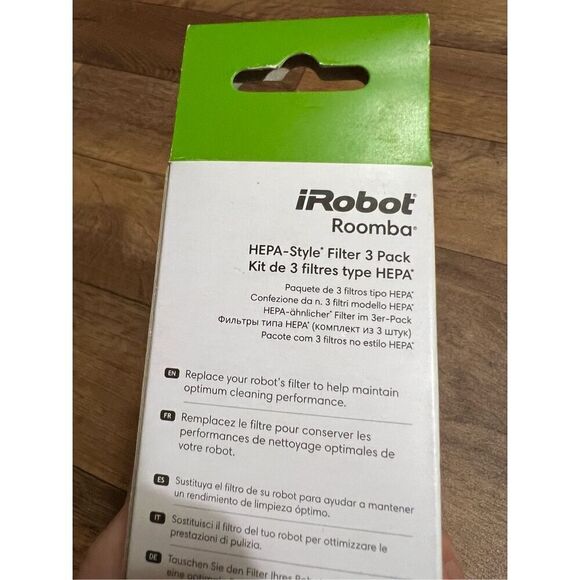 iRobot®
Roomba®
HEPA-Style* Filter 3 Pack
Kit de 3 filtres type HEPA*
Paquete de 3 filtros tipo HEPA*
Confezione da n. 3 filtri modello HEPA*
HEPA-ähnlicher* Filter im 3er-Pack
Фильтры типа HEPA* (комплект из 3 штук)
Pacote com 3 filtros no estilo HEPA*
EN Replace your robot's filter to help maintain
optimum cleaning performance.
FR Remplacez le filtre pour conserver les
performances de nettoyage optimales de
votre robot.
ES Sustituya el filtro de su robot para ayudar a mantener
un rendimiento de limpieza óptimo.
IT Sostituisci il filtro del tuo robot per ottimizzare le
prestazioni di pulizia.
DE Tauschen Sie den Filter Ihres
eine